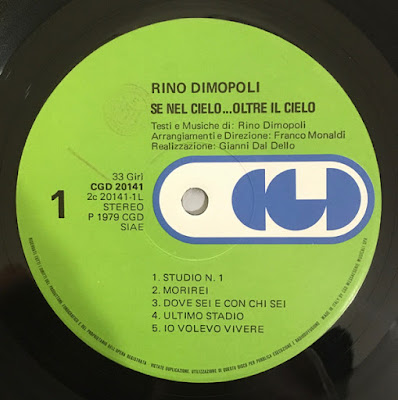 RINO DIMOPOLI
SE NEL CIELO...OLTRE IL CIELO
Testi e Musiche di: Rino Dimopoli
Arrangiamenti e Direzione: Franco Monaldi
Realizzazione: Gianni Dal Dello
33 Giri
CGD 20141
2c 20141-1L
STEREO
P 1979 CGD
SIAE
1
CGD
1. STUDIO N. 1
2. MORIREI
3. DOVE SEI E CON CHI SEI
4. ULTIMO STADIO
5. IO VOLEVO VIVERE